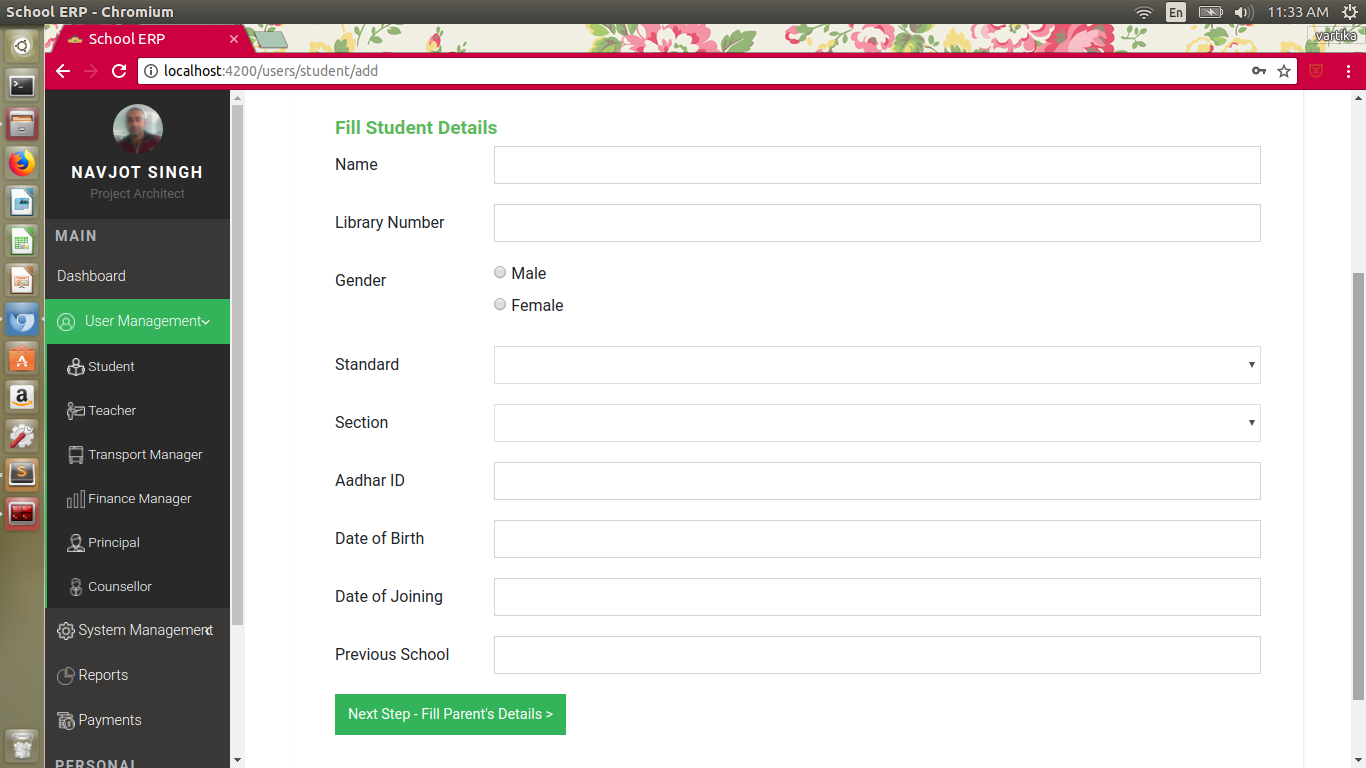 School ERP - Chromium
En
11:33 AM
School ERP
vartika
localhost:4200/users/student/add
NAVJOT SINGH
Project Architect
MAIN
Dashboard
User Management
Student
Teacher
Transport Manager
Finance Manager
Principal
Counsellor
System Management
Reports
Payments
PERSONAL
Fill Student Details
Name
Library Number
Gender
Male
Female
Standard
Section
Aadhar ID
Date of Birth
Date of Joining
Previous School
Next Step - Fill Parent's Details >